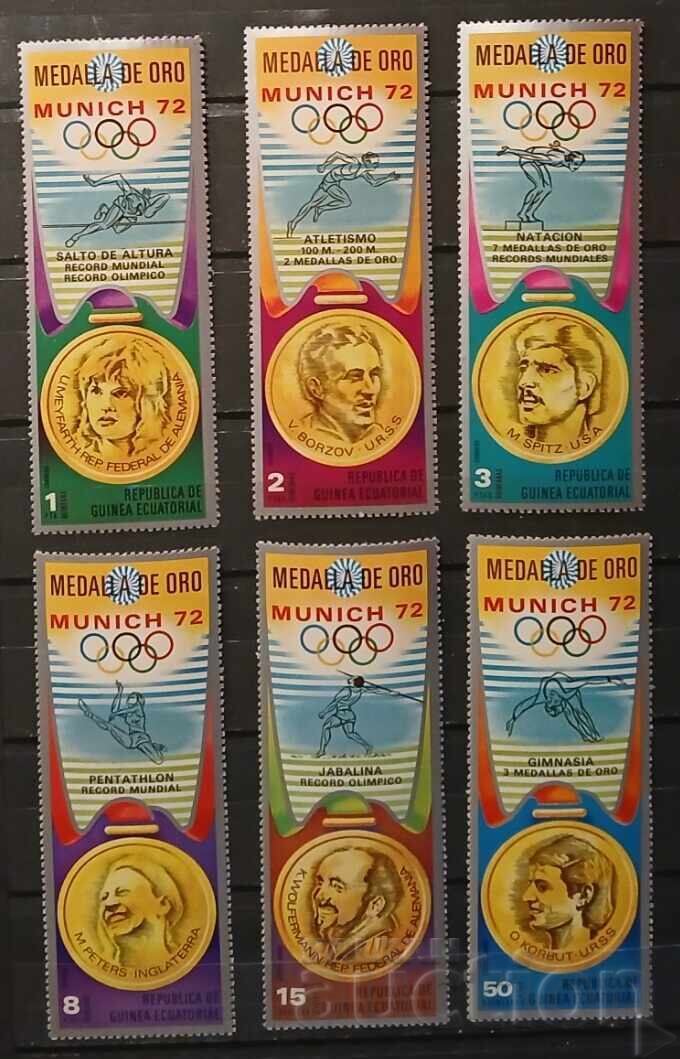 MEDALLA DE ORO
MUNICH 72
SALTO DE ALTURA
RECORD MUNDIAL
RECORD OLIMPICO
U.MEYFARTH-REP. FEDERAL DE ALEMANIA
1
REPUBLICA DE
GUINEA ECUATORIAL
MEDALLA DE ORO
MUNICH 72
ATLETISMO
100 M. - 200 M.
2 MEDALLAS DE ORO
V. BORZOV - U.R.S.S
2
REPUBLICA DE
GUINEA ECUATORIAL
MEDALLA DE ORO
MUNICH 72
NATACION
7 MEDALLAS DE ORO
RECORDS MUNDIALES
M. SPITZ - U.S.A
3
REPUBLICA DE
GUINEA ECUATORIAL
MEDALLA DE ORO
MUNICH 72
PENTATHLON
RECORD MUNDIAL
M. PETERS INGLATERRA
8
REPUBLICA DE
GUINEA ECUATORIAL
MEDALLA DE ORO
MUNICH 72
JABALINA
RECORD OLIMPICO
K. WOLFERMANN REP. FEDERAL DE ALEMANIA
15
REPUBLICA DE
GUINEA ECUATORIAL
MEDALLA DE ORO
MUNICH 72
GIMNASIA
3 MEDALLAS DE ORO
O. KORBUT - U.R.S.S
50
REPUBLICA DE
GUINEA ECUATORIAL